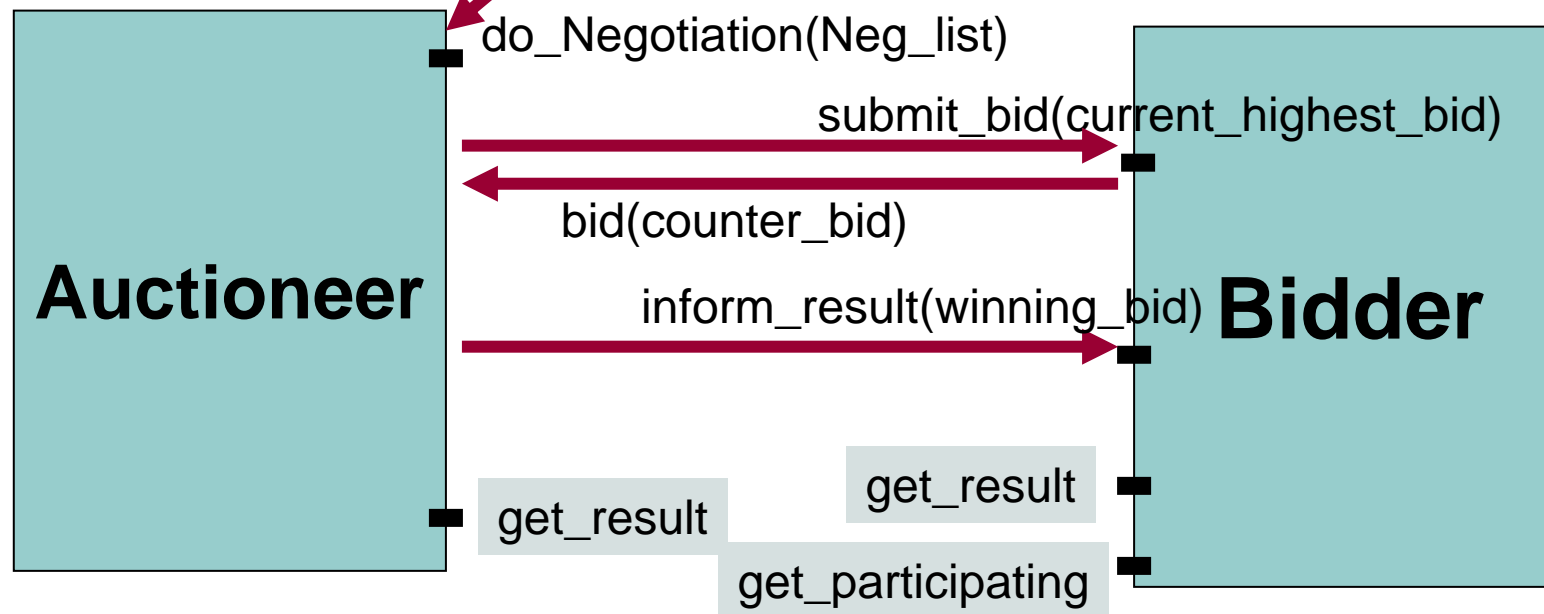 do_Negotiation(Neg_list)
submit_bid(current_highest_bid)
bid(counter_bid)
Auctioneer
inform_result(winning_bid)
Bidder
get_result
get_result
get_participating